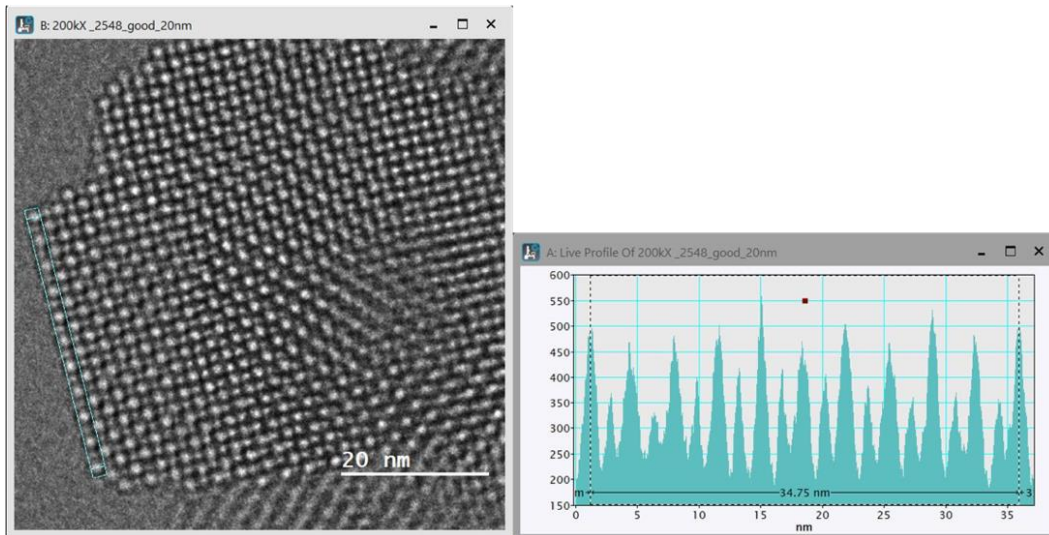 B: 200kX _2548_good_20nm
20 nm
A: Live Profile Of 200kX _2548_good_20nm
600
550
500
450
400
350
300
250
200
150
m
34.75 nm
3
0 5 10 15 20 25 30 35
nm